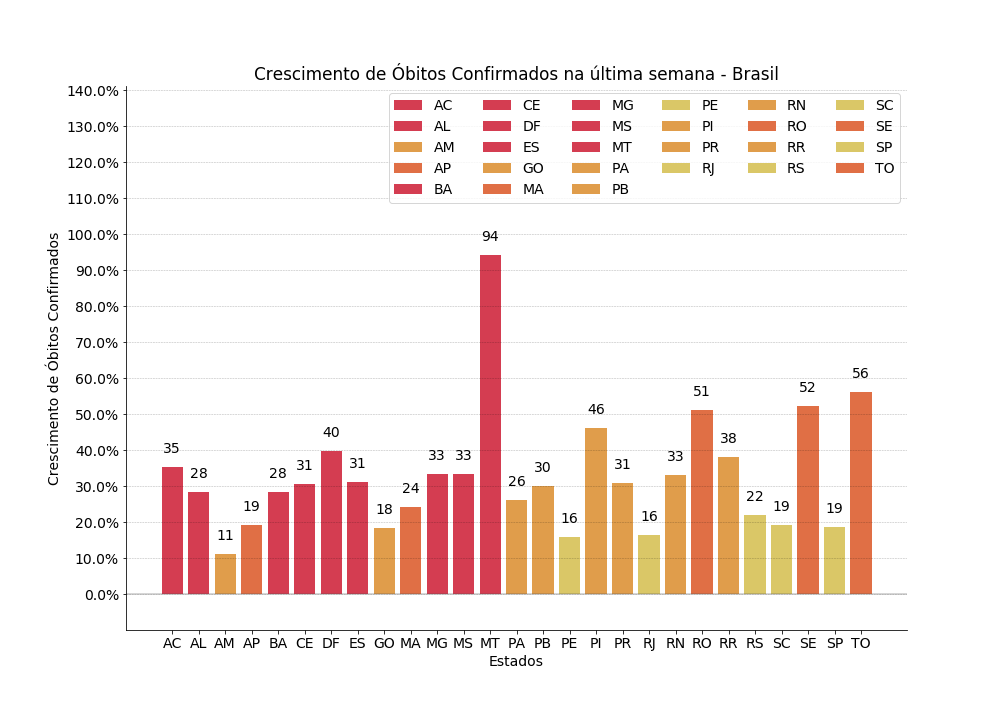 Crescimento de Óbitos Confirmados na última semana - Brasil
AC CE MG PE RN SC
AL DF MS PI RO SE
AM ES MT PR RR SP
AP GO PA RJ RS TO
BA MA PB
Crescimento de Óbitos Confirmados
140.0%
130.0%
120.0%
110.0%
100.0%
90.0%
80.0%
70.0%
60.0%
50.0%
40.0%
30.0%
20.0%
10.0%
0.0%
35 28 11 19 28 31 40 31 18 24 33 33 94 26 30 16 46 31 16 33 51 38 22 19 52 19 56
AC AL AM AP BA CE DF ES GO MA MG MS MT PA PB PE PI PR RJ RN RO RR RS SC SE SP TO
Estados